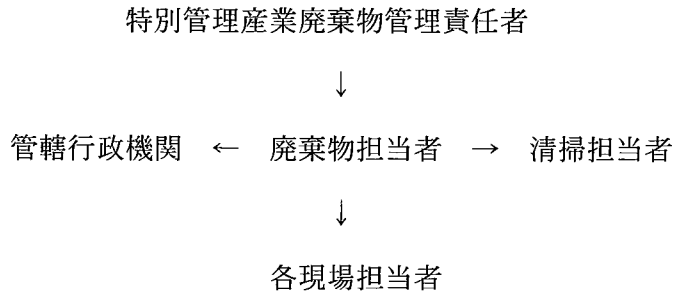 特別管理産業廃棄物管理責任者
↓
管轄行政機関 ← 廃棄物担当者 → 清掃担当者
↓
各現場担当者